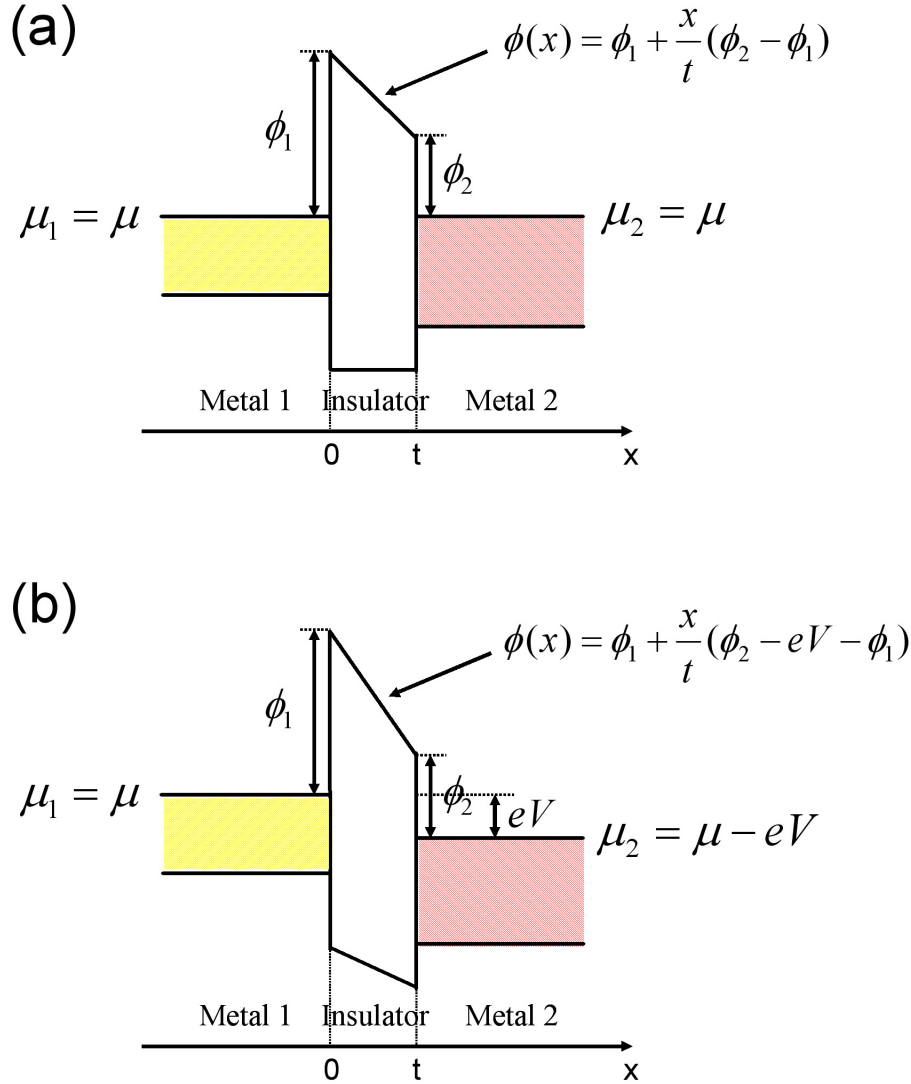 (a)
ϕ(x) = ϕ₁ + x/t (ϕ₂ − ϕ₁)
ϕ₁
ϕ₂
μ₁ = μ
μ₂ = μ
Metal 1 Insulator Metal 2
0 t x
(b)
ϕ(x) = ϕ₁ + x/t (ϕ₂ − eV − ϕ₁)
ϕ₁
μ₁ = μ
ϕ₂
eV
μ₂ = μ − eV
Metal 1 Insulator Metal 2
0 t x